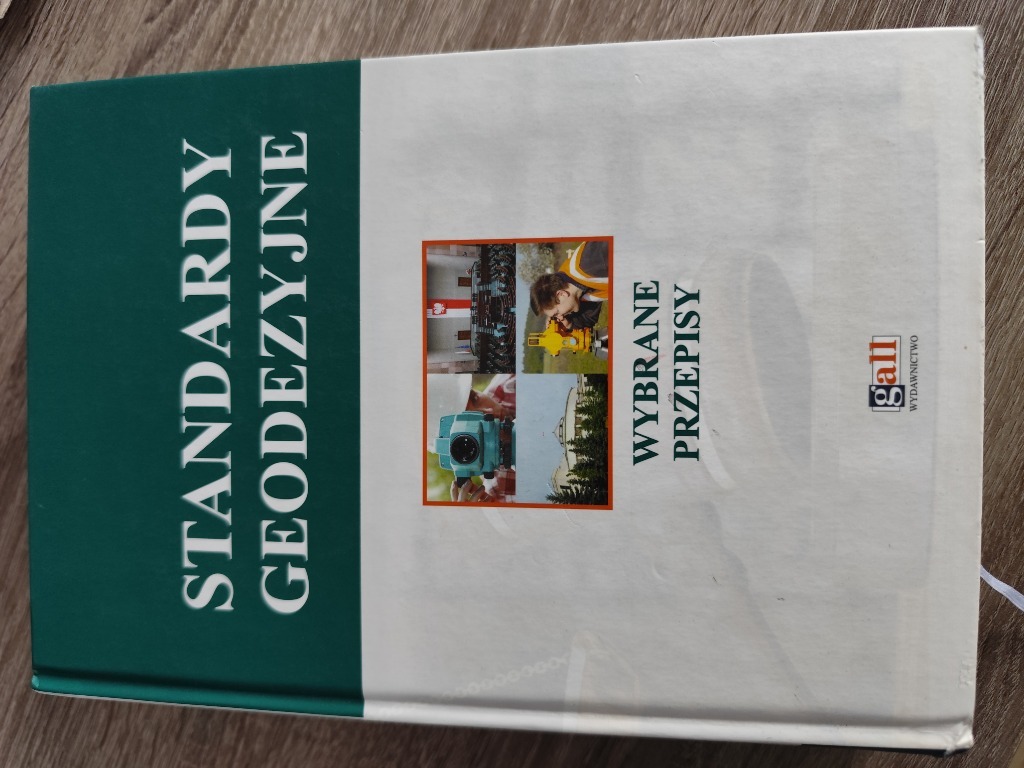 STANDARDY
GEODEZYJNE
WYBRANE
PRZEPISY
gall
WYDAWNICTWO